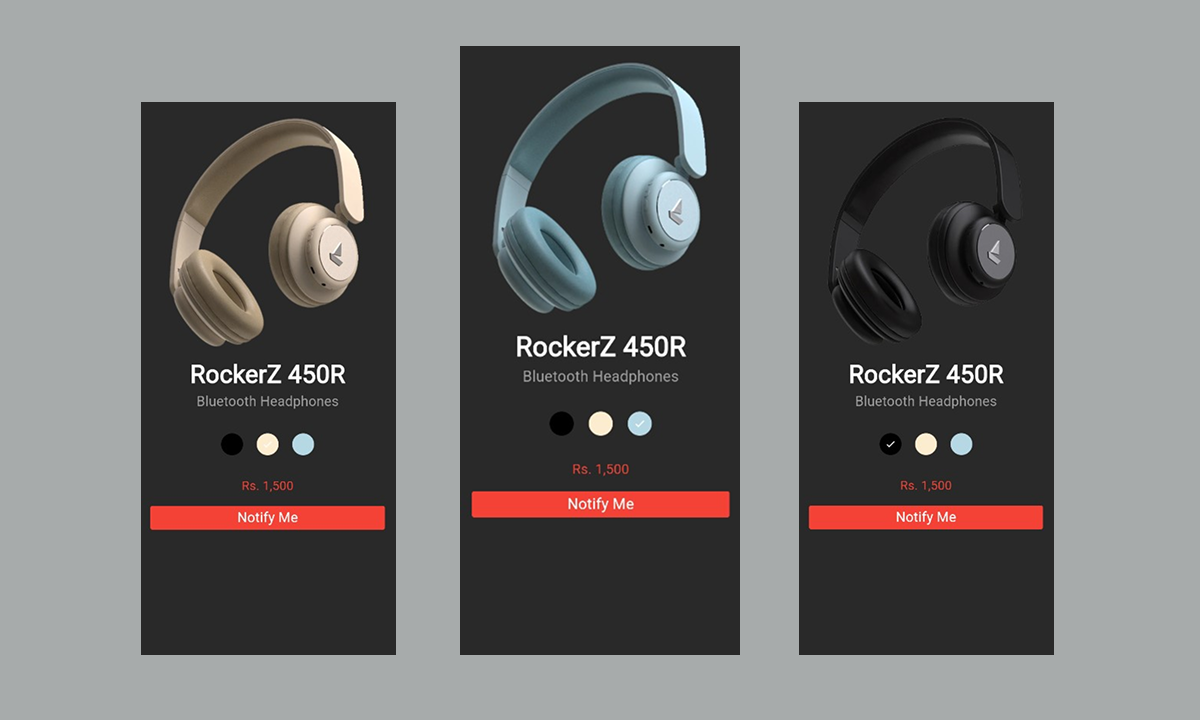 RockerZ 450R
Bluetooth Headphones
Rs. 1,500
Notify Me
RockerZ 450R
Bluetooth Headphones
Rs. 1,500
Notify Me
RockerZ 450R
Bluetooth Headphones
Rs. 1,500
Notify Me